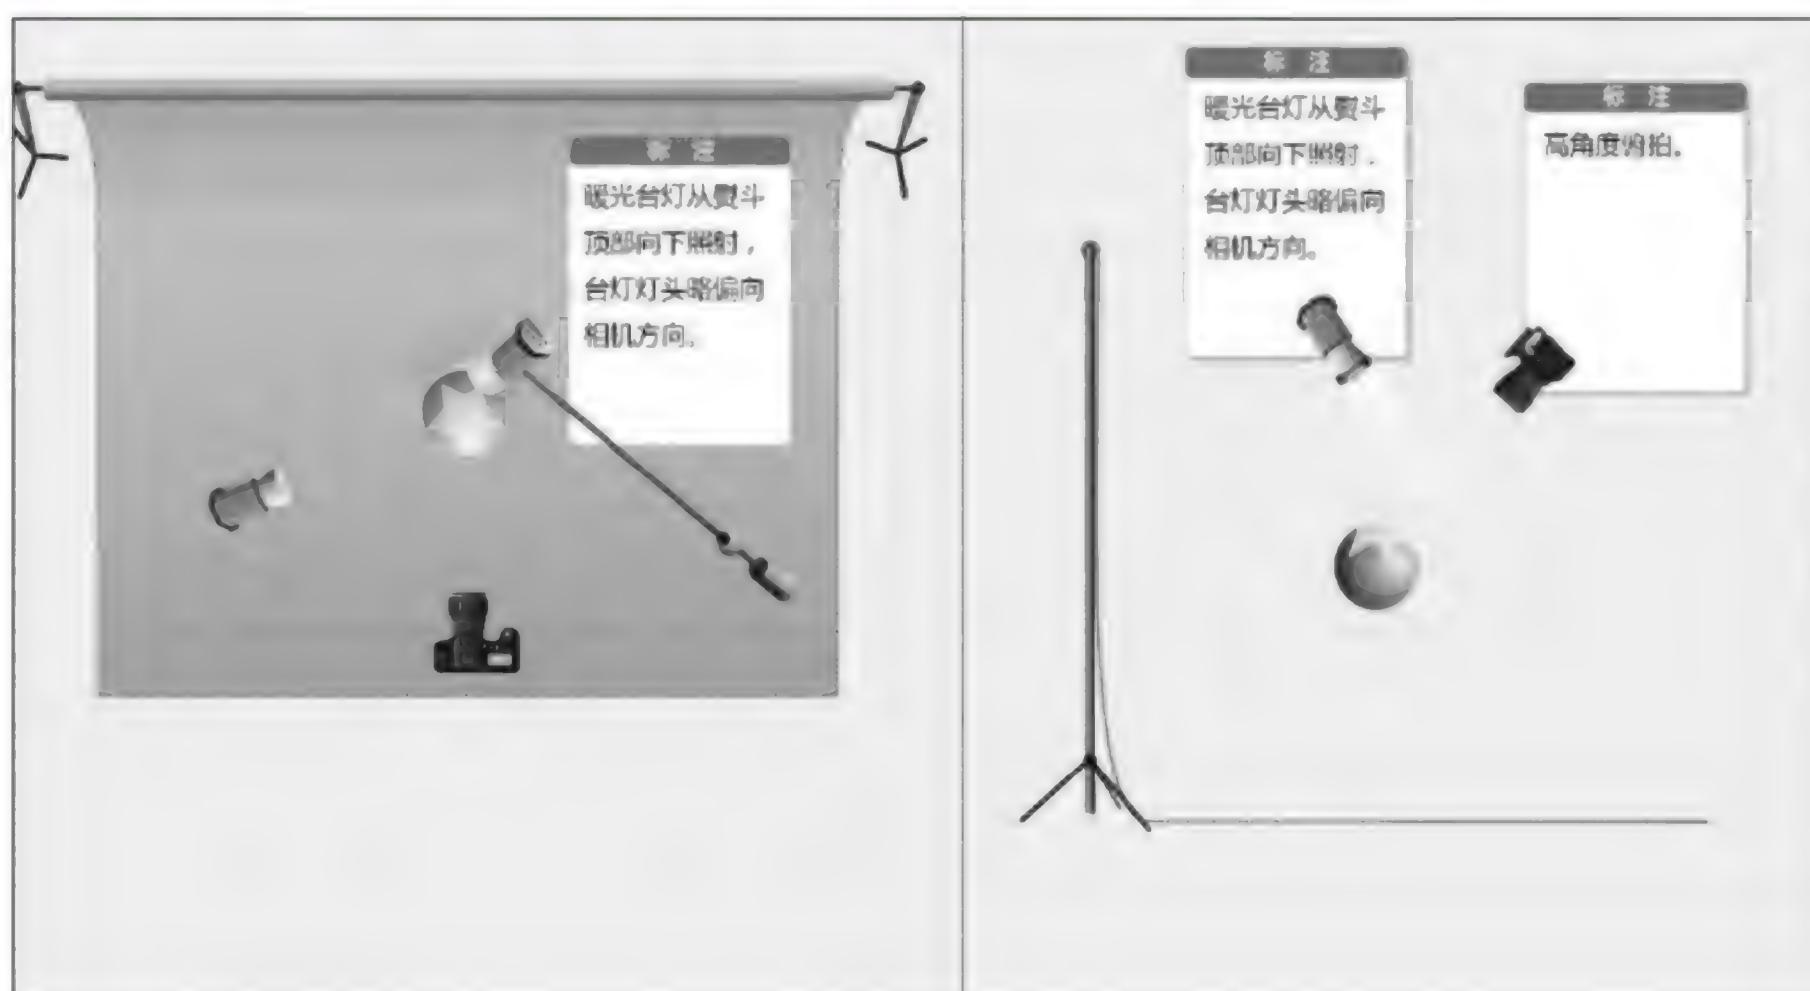 标 注
暖光台灯从熨斗
顶部向下照射，
台灯灯头略偏向
相机方向。
标 注
暖光台灯从熨斗
顶部向下照射，
台灯灯头略偏向
相机方向。
标 注
高角度俯拍。